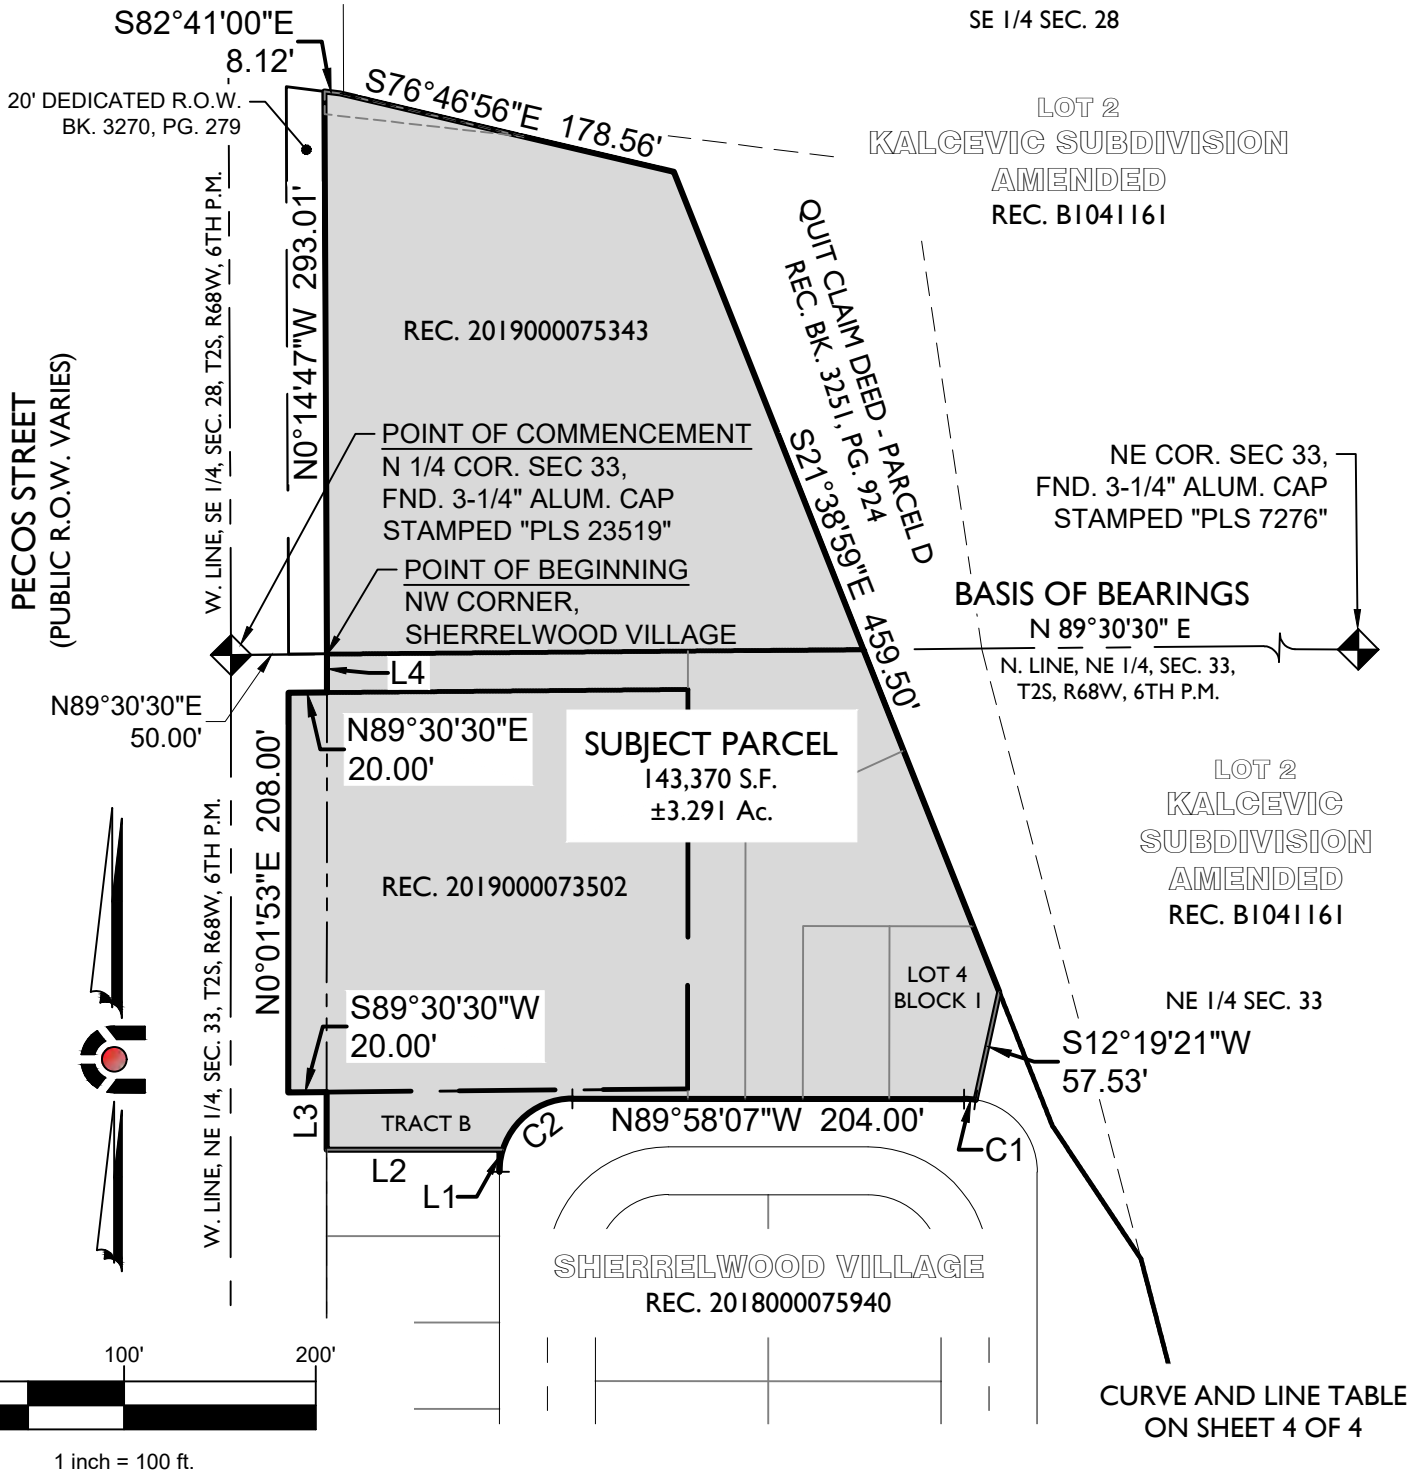 S82°41'00"E
8.12'
SE 1/4 SEC. 28
S76°46'56"E 178.56'
20' DEDICATED R.O.W.
BK. 3270, PG. 279
LOT 2
KALCEVIC SUBDIVISION
AMENDED
REC. B1041161
W. LINE, SE 1/4, SEC. 28, T2S, R68W, 6TH P.M.
N0°14'47"W 293.01'
QUIT CLAIM DEED - PARCEL D
REC. BK. 3251, PG. 924
REC. 2019000075343
PECOS STREET
(PUBLIC R.O.W. VARIES)
POINT OF COMMENCEMENT
N 1/4 COR. SEC 33,
FND. 3-1/4" ALUM. CAP
STAMPED "PLS 23519"
S21°38'59"E 459.50'
NE COR. SEC 33,
FND. 3-1/4" ALUM. CAP
STAMPED "PLS 7276"
POINT OF BEGINNING
NW CORNER,
SHERRELWOOD VILLAGE
BASIS OF BEARINGS
N 89°30'30" E
N. LINE, NE 1/4, SEC. 33,
T2S, R68W, 6TH P.M.
L4
N89°30'30"E
50.00'
N89°30'30"E
20.00'
SUBJECT PARCEL
143,370 S.F.
±3.291 Ac.
LOT 2
KALCEVIC
SUBDIVISION
AMENDED
REC. B1041161
N0°01'53"E 208.00'
W. LINE, NE 1/4, SEC. 33, T2S, R68W, 6TH P.M.
REC. 2019000073502
LOT 4
BLOCK 1
NE 1/4 SEC. 33
S89°30'30"W
20.00'
S12°19'21"W
57.53'
L3
TRACT B
C2
N89°58'07"W 204.00'
C1
L2
L1
SHERRELWOOD VILLAGE
REC. 2018000075940
100'
200'
1 inch = 100 ft.
CURVE AND LINE TABLE
ON SHEET 4 OF 4